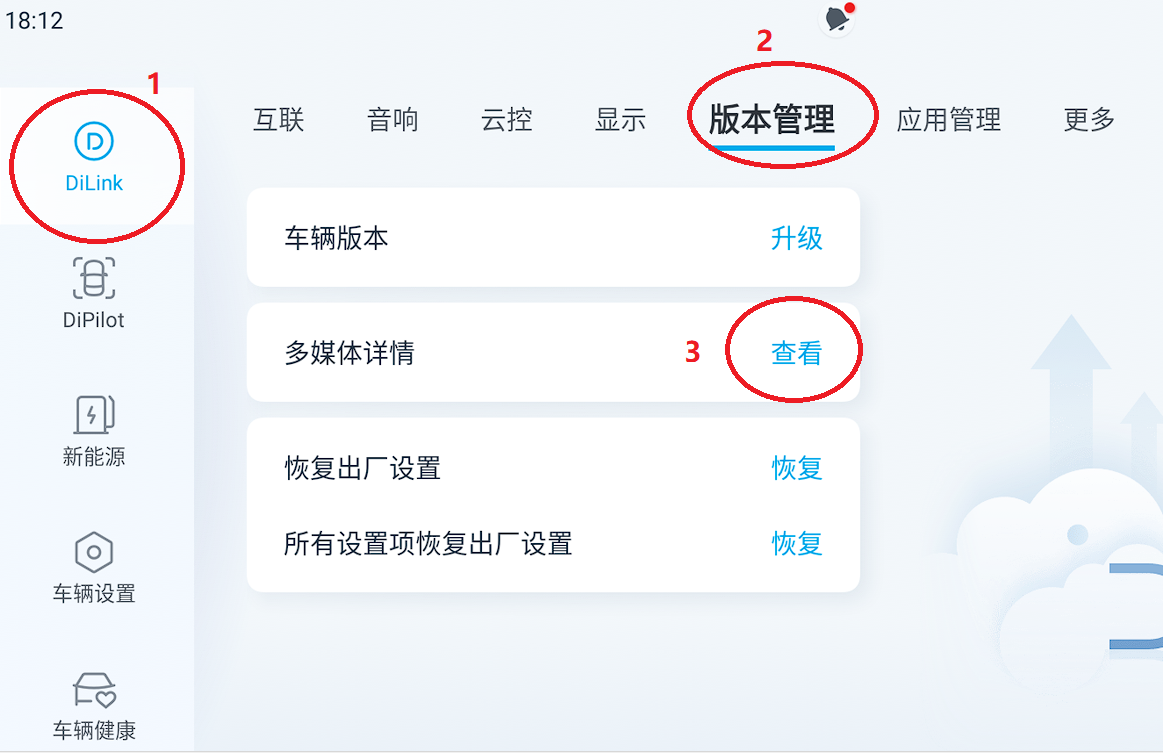 18:12
1
2
互联 音响 云控 显示 版本管理 应用管理 更多
DiLink
车辆版本 升级
DiPilot
多媒体详情 3 查看
新能源
恢复出厂设置 恢复
所有设置项恢复出厂设置 恢复
车辆设置
车辆健康